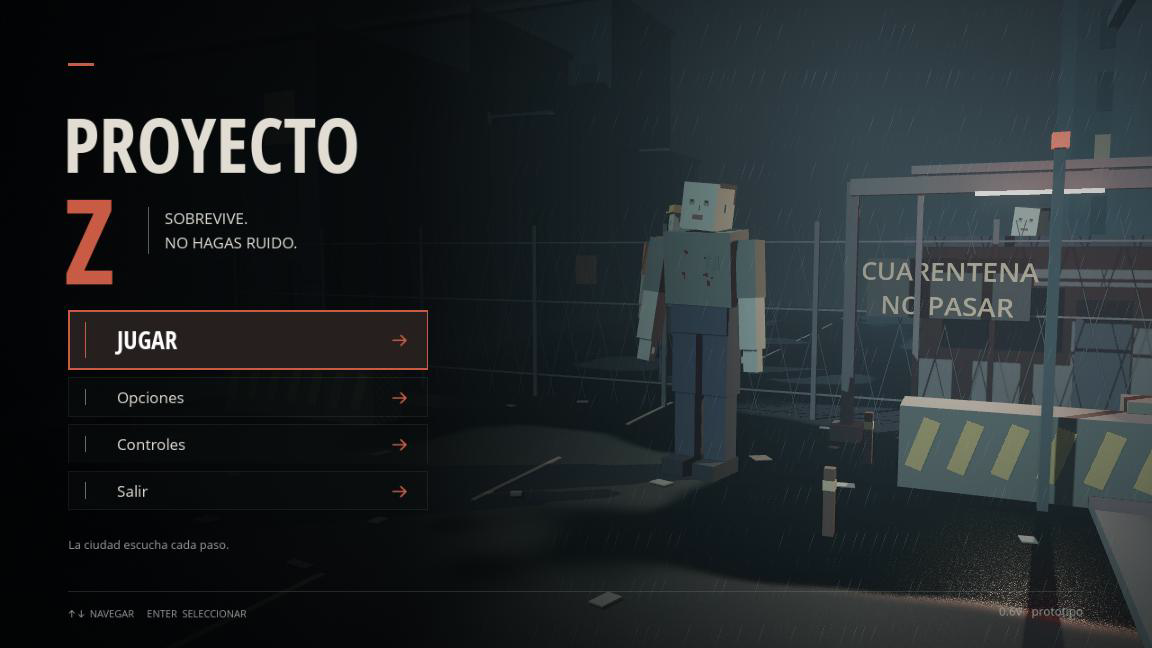 PROYECTO
Z
SOBREVIVE.
NO HAGAS RUIDO.
JUGAR
Opciones
Controles
Salir
La ciudad escucha cada paso.
↑↓ NAVEGAR ENTER SELECCIONAR
CUARENTENA
NO PASAR
prototipo